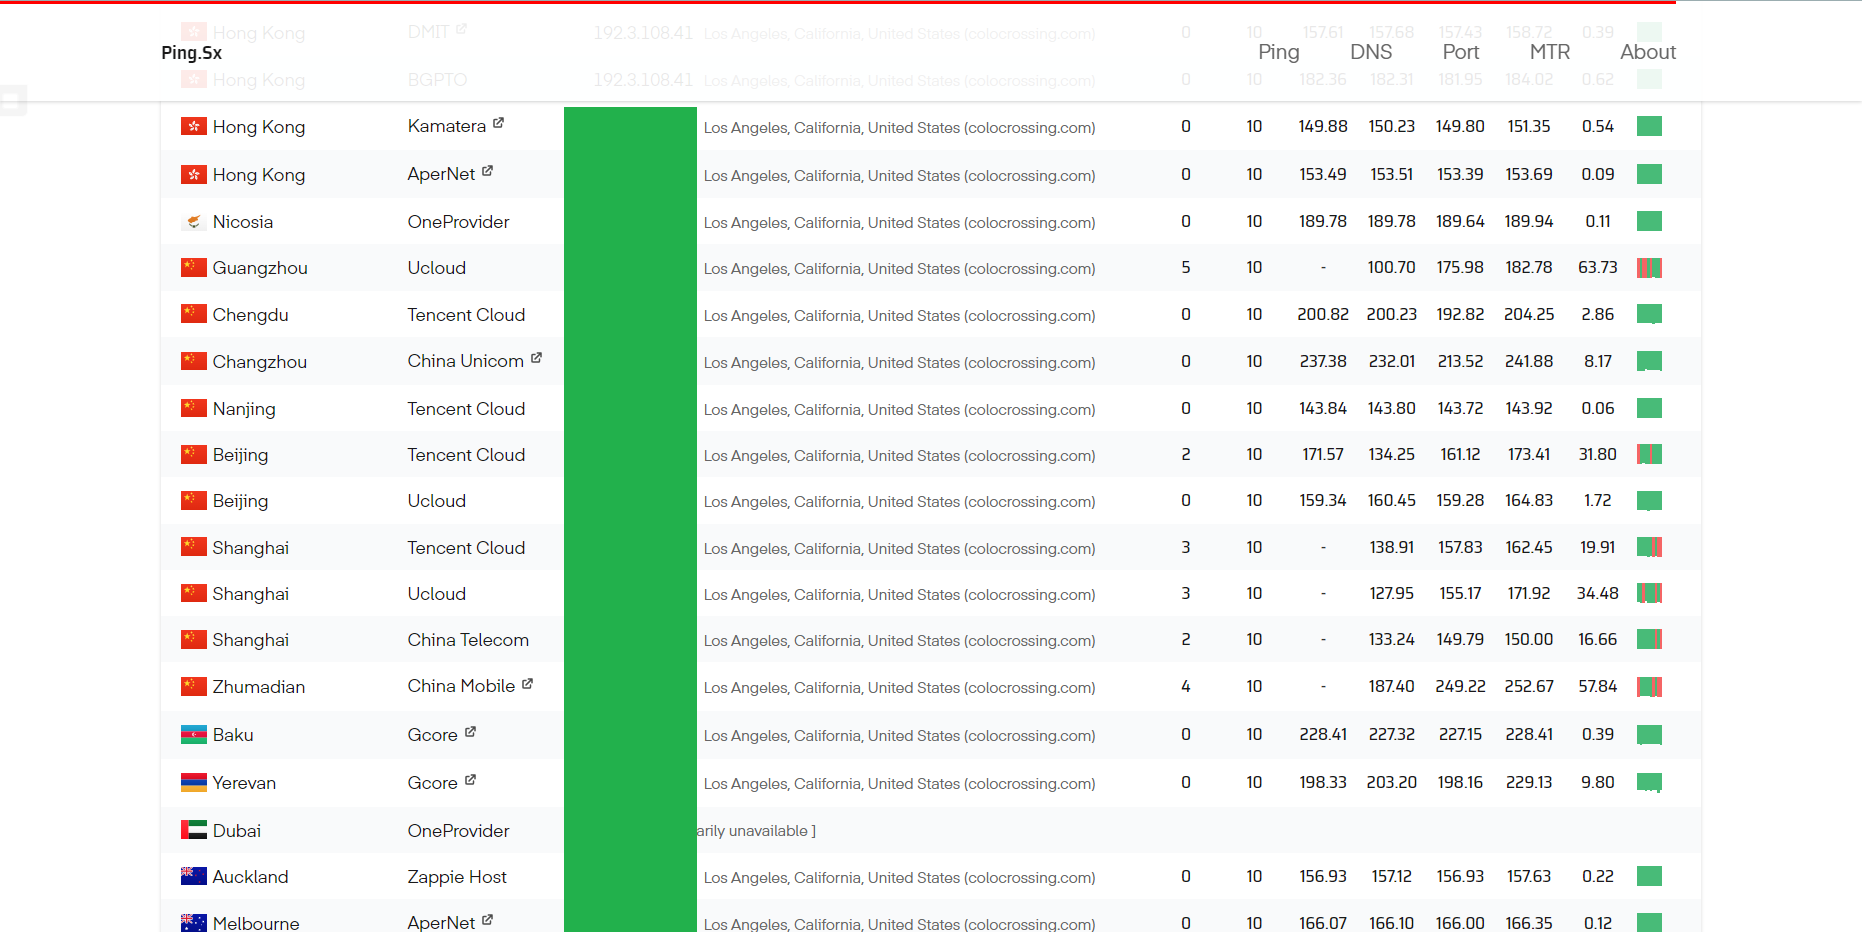 Hong Kong DMIT 192.3.108.41 Los Angeles, California, United States (colocrossing.com) 0 10 157.61 157.68 157.43 158.72 0.39
Ping.Sx Ping DNS Port MTR About
Hong Kong BGPTO 192.3.108.41 Los Angeles, California, United States (colocrossing.com) 0 10 182.36 182.31 181.95 184.02 0.62
Hong Kong Kamatera Los Angeles, California, United States (colocrossing.com) 0 10 149.88 150.23 149.80 151.35 0.54
Hong Kong AperNet Los Angeles, California, United States (colocrossing.com) 0 10 153.49 153.51 153.39 153.69 0.09
Nicosia OneProvider Los Angeles, California, United States (colocrossing.com) 0 10 189.78 189.78 189.64 189.94 0.11
Guangzhou Ucloud Los Angeles, California, United States (colocrossing.com) 5 10 - 100.70 175.98 182.78 63.73
Chengdu Tencent Cloud Los Angeles, California, United States (colocrossing.com) 0 10 200.82 200.23 192.82 204.25 2.86
Changzhou China Unicom Los Angeles, California, United States (colocrossing.com) 0 10 237.38 232.01 213.52 241.88 8.17
Nanjing Tencent Cloud Los Angeles, California, United States (colocrossing.com) 0 10 143.84 143.80 143.72 143.92 0.06
Beijing Tencent Cloud Los Angeles, California, United States (colocrossing.com) 2 10 171.57 134.25 161.12 173.41 31.80
Beijing Ucloud Los Angeles, California, United States (colocrossing.com) 0 10 159.34 160.45 159.28 164.83 1.72
Shanghai Tencent Cloud Los Angeles, California, United States (colocrossing.com) 3 10 - 138.91 157.83 162.45 19.91
Shanghai Ucloud Los Angeles, California, United States (colocrossing.com) 3 10 - 127.95 155.17 171.92 34.48
Shanghai China Telecom Los Angeles, California, United States (colocrossing.com) 2 10 - 133.24 149.79 150.00 16.66
Zhumadian China Mobile Los Angeles, California, United States (colocrossing.com) 4 10 - 187.40 249.22 252.67 57.84
Baku Gcore Los Angeles, California, United States (colocrossing.com) 0 10 228.41 227.32 227.15 228.41 0.39
Yerevan Gcore Los Angeles, California, United States (colocrossing.com) 0 10 198.33 203.20 198.16 229.13 9.80
Dubai OneProvider arily unavailable ]
Auckland Zappie Host Los Angeles, California, United States (colocrossing.com) 0 10 156.93 157.12 156.93 157.63 0.22
Melbourne AperNet Los Angeles, California, United States (colocrossing.com) 0 10 166.07 166.10 166.00 166.35 0.12